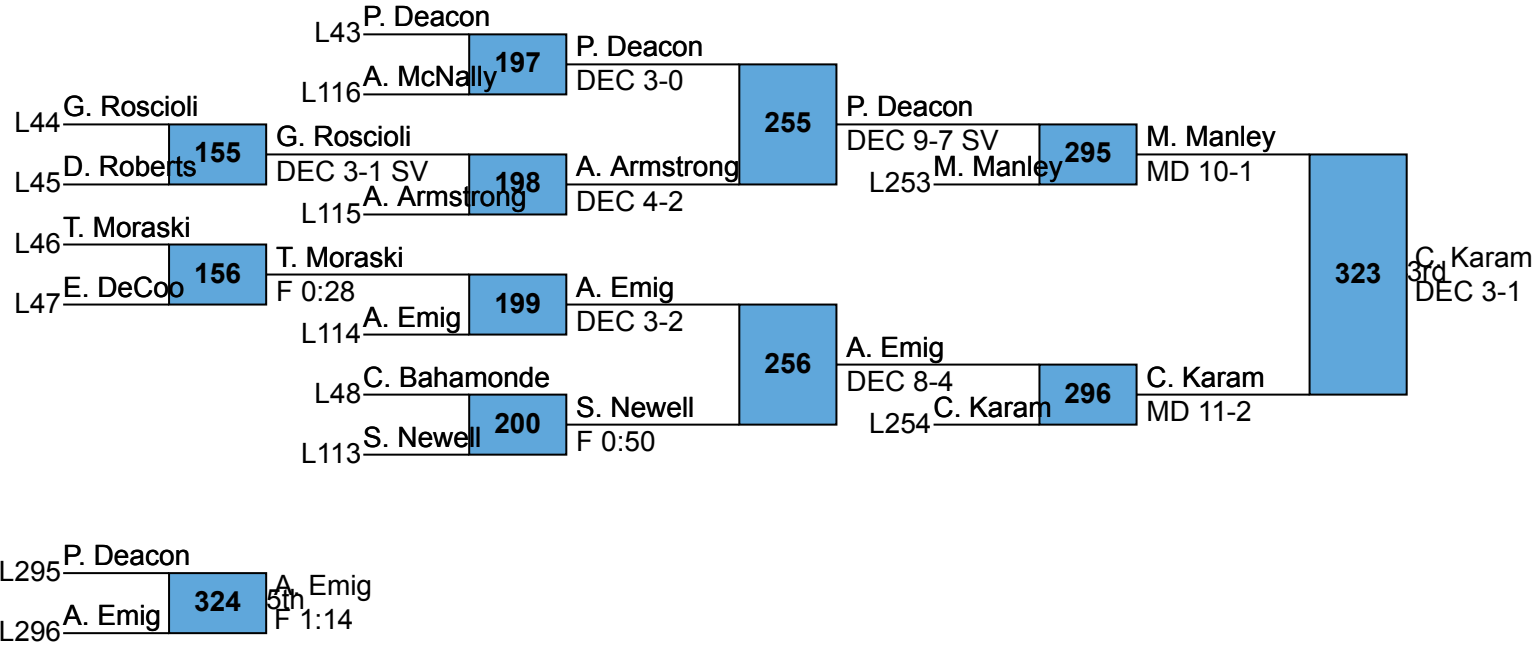 L43 P. Deacon
197
L116 A. McNally
P. Deacon
DEC 3-0
L44 G. Roscioli
155
L45 D. Roberts
G. Roscioli
DEC 3-1 SV
198
L115 A. Armstrong
A. Armstrong
DEC 4-2
255
P. Deacon
DEC 9-7 SV
L253 M. Manley
295
M. Manley
MD 10-1
L46 T. Moraski
156
L47 E. DeCoo
T. Moraski
F 0:28
199
L114 A. Emig
A. Emig
DEC 3-2
L48 C. Bahamonde
200
L113 S. Newell
S. Newell
F 0:50
256
A. Emig
DEC 8-4
L254 C. Karam
296
C. Karam
MD 11-2
323
C. Karam
3rd
DEC 3-1
L295 P. Deacon
324
L296 A. Emig
A. Emig
5th
F 1:14